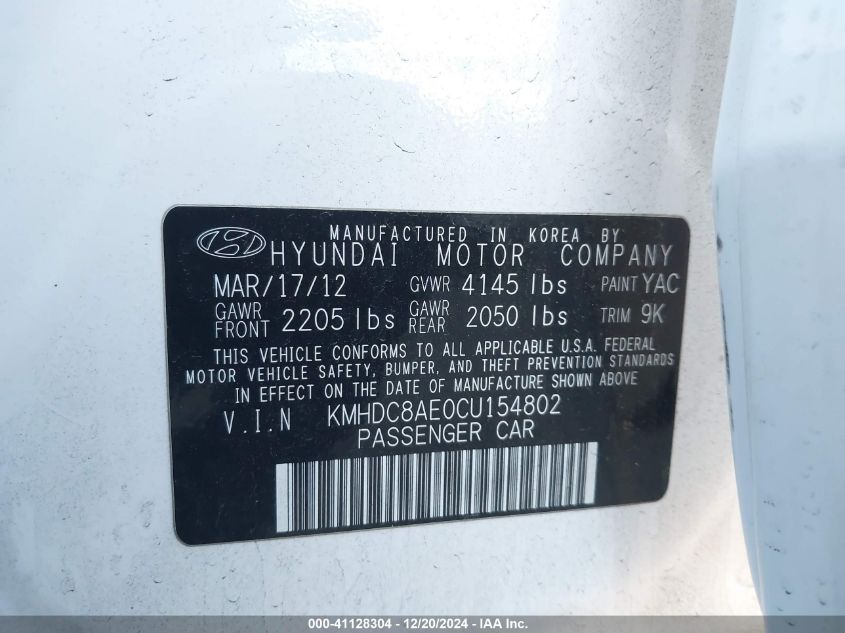 MANUFACTURED IN KOREA BY
HYUNDAI MOTOR COMPANY
MAR/17/12 GVWR 4145 lbs PAINT YAC
GAWR FRONT 2205 lbs GAWR REAR 2050 lbs TRIM 9K
THIS VEHICLE CONFORMS TO ALL APPLICABLE U.S.A. FEDERAL
MOTOR VEHICLE SAFETY, BUMPER, AND THEFT PREVENTION STANDARDS
IN EFFECT ON THE DATE OF MANUFACTURE SHOWN ABOVE
V.I.N KMHDC8AE0CU154802
PASSENGER CAR
000-41128304 - 12/20/2024 - IAA Inc.